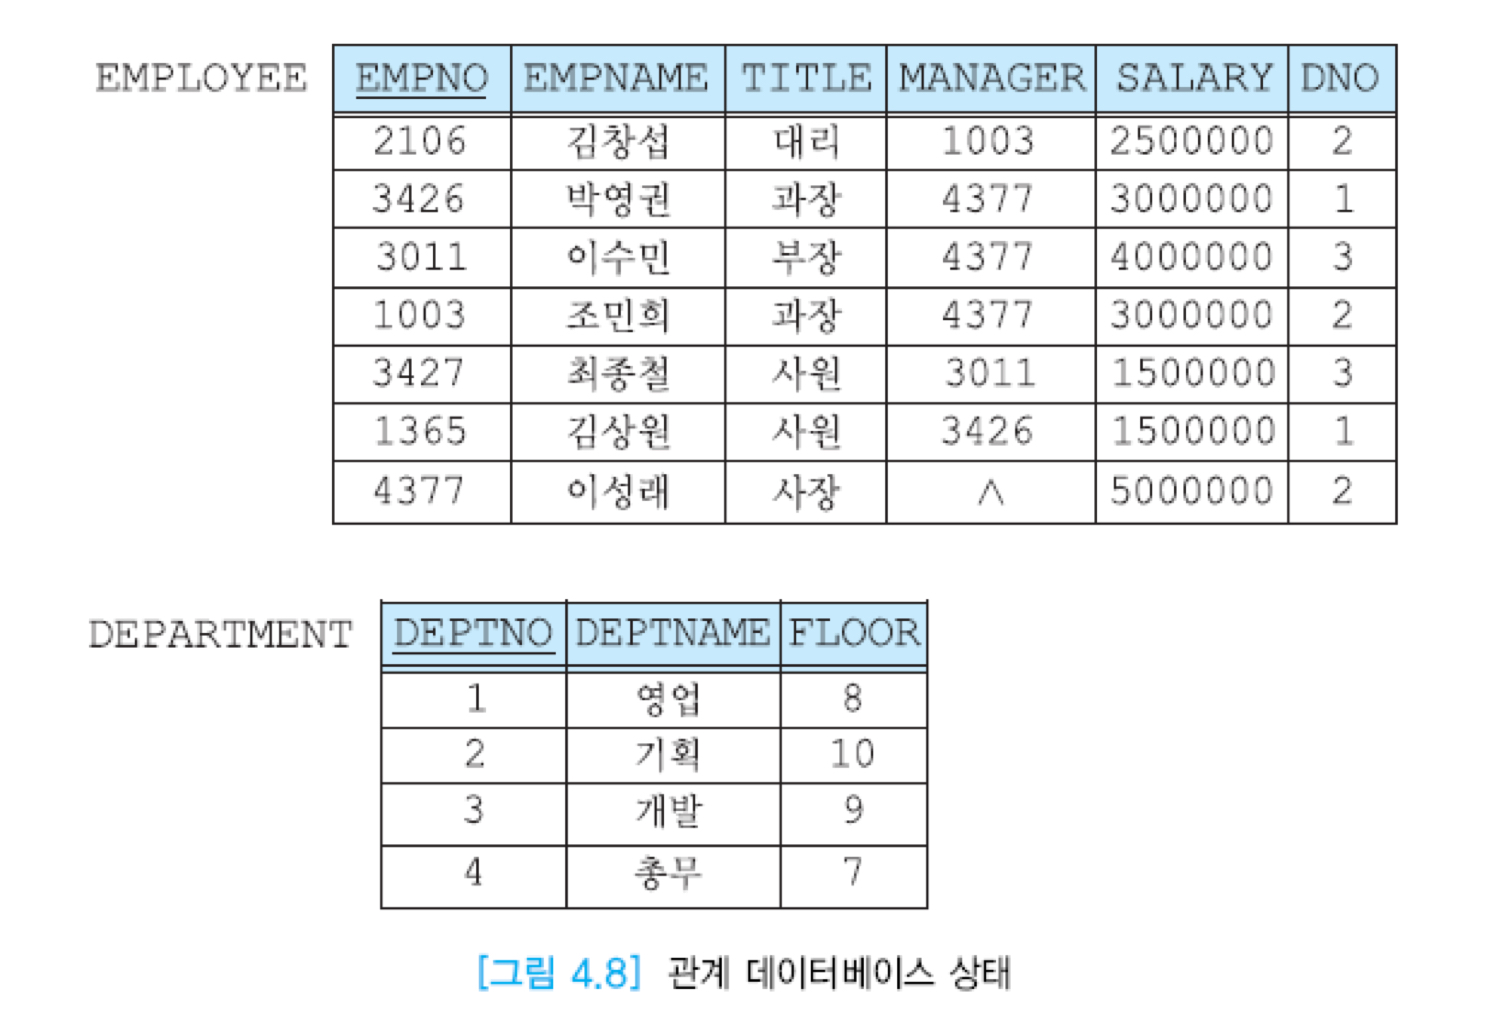 EMPLOYEE EMPNO EMPNAME TITLE MANAGER SALARY DNO
2106 김창섭 대리 1003 2500000 2
3426 박영권 과장 4377 3000000 1
3011 이수민 부장 4377 4000000 3
1003 조민희 과장 4377 3000000 2
3427 최종철 사원 3011 1500000 3
1365 김상원 사원 3426 1500000 1
4377 이성래 사장 ∧ 5000000 2
DEPARTMENT DEPTNO DEPTNAME FLOOR
1 영업 8
2 기획 10
3 개발 9
4 총무 7
[그림 4.8] 관계 데이터베이스 상태